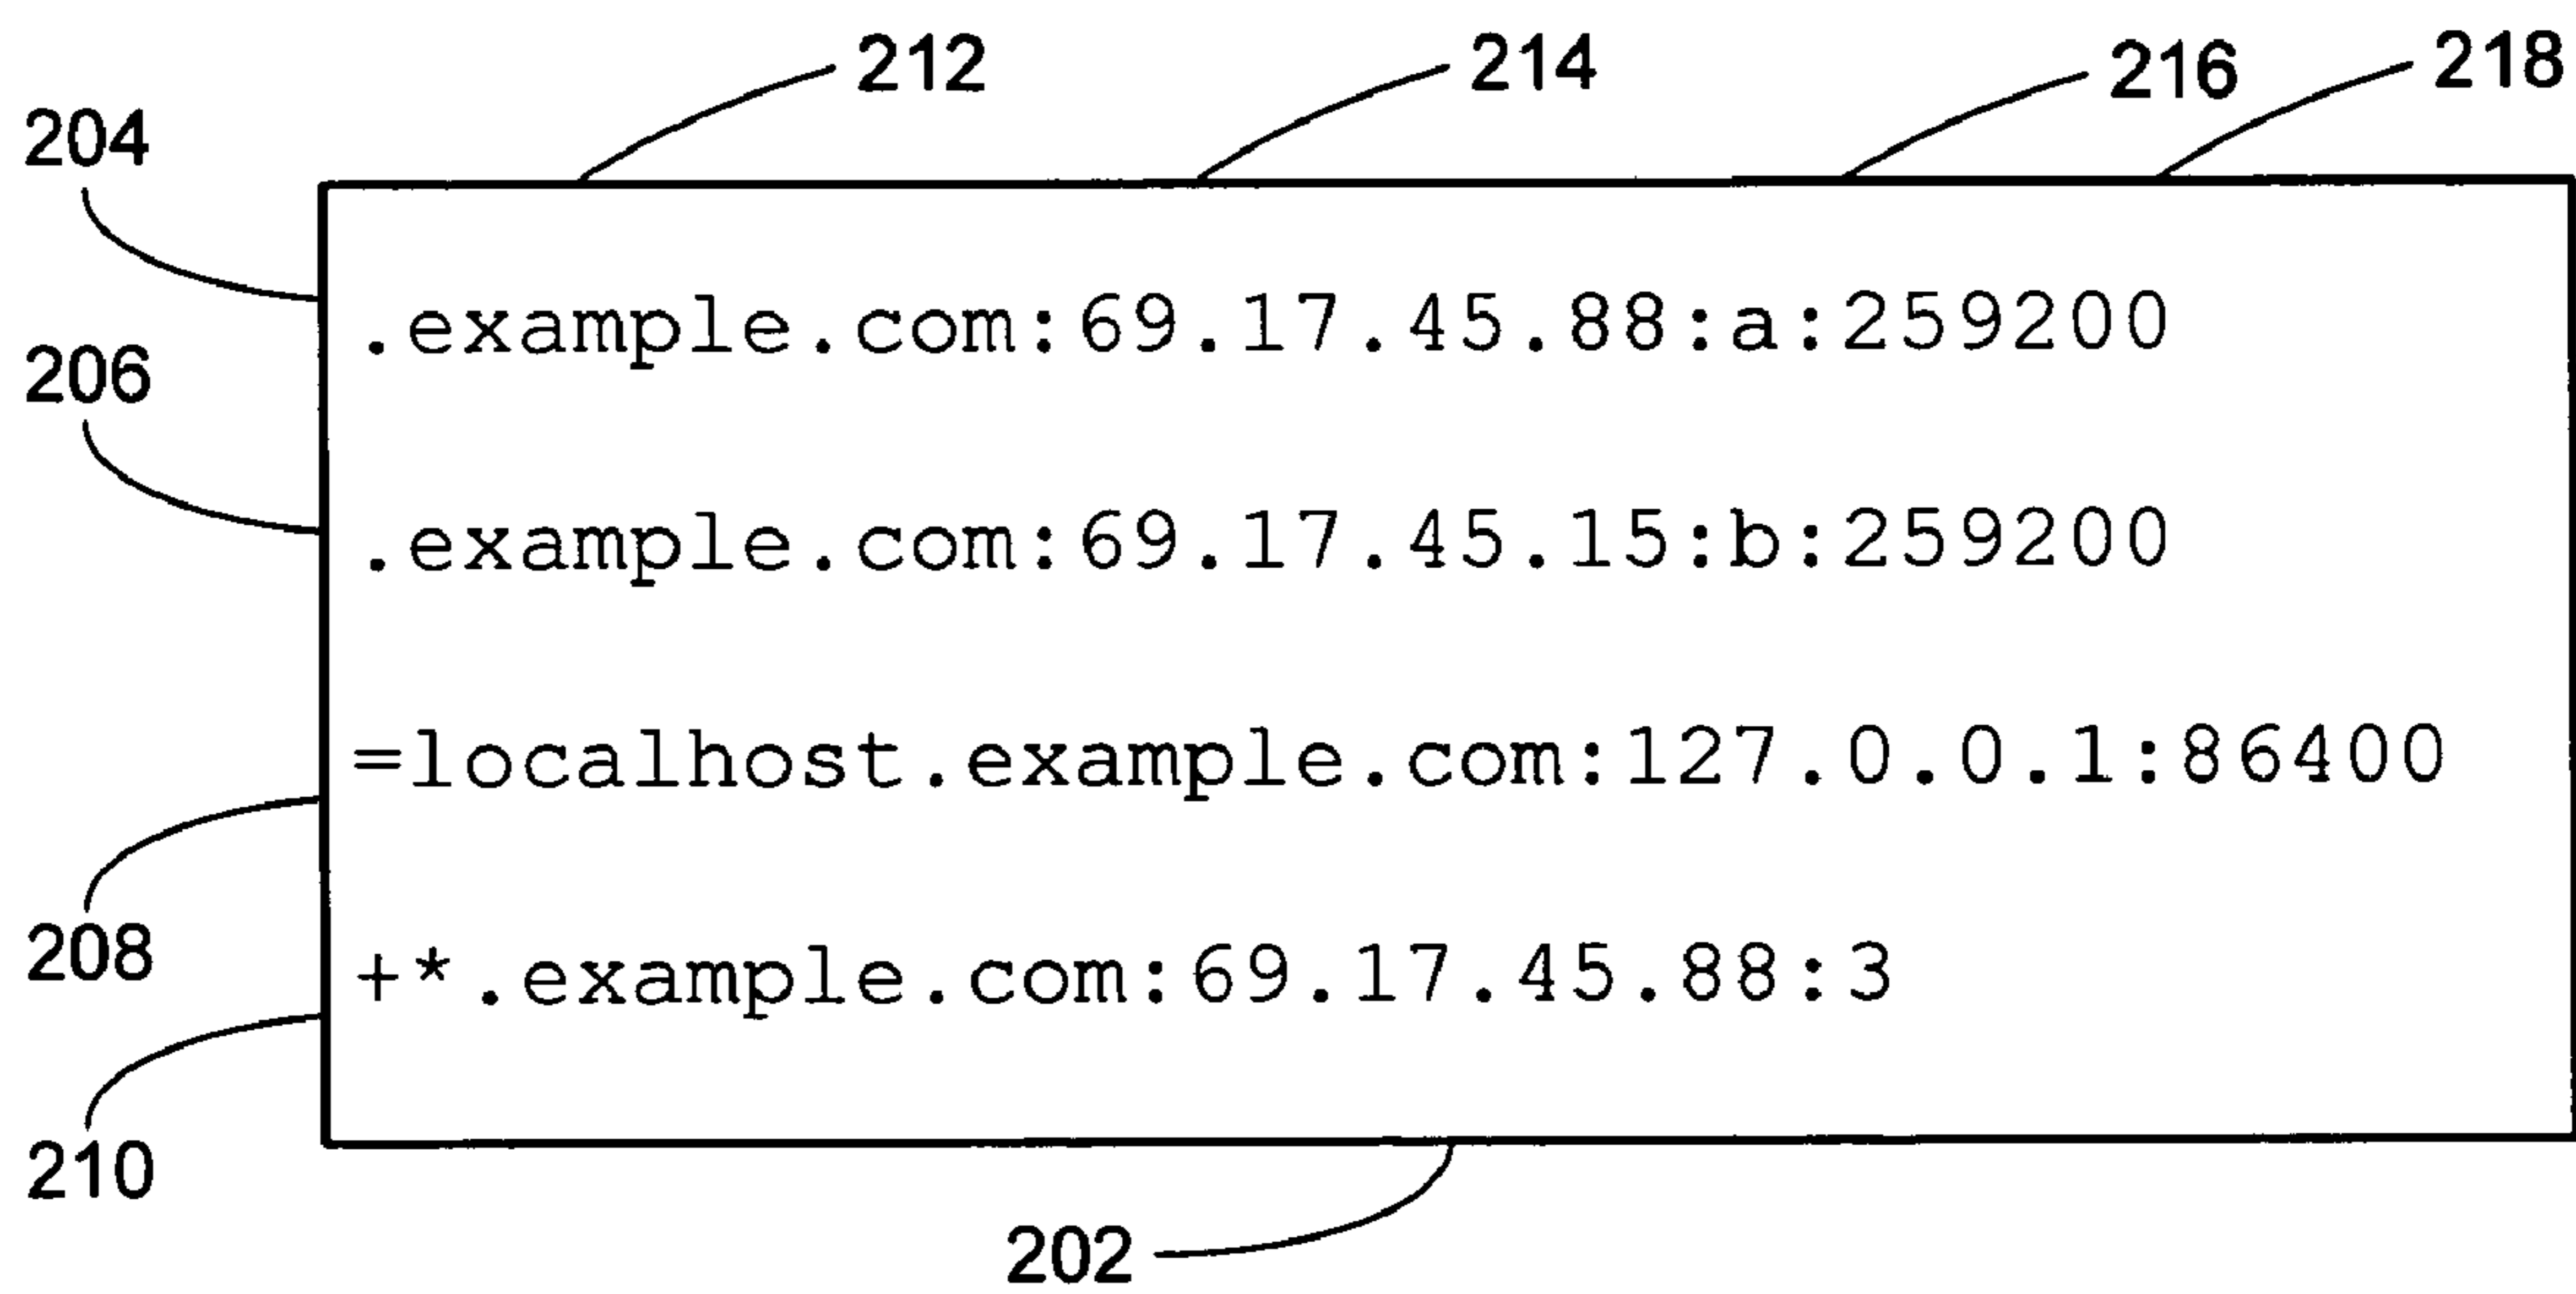 212 214 216 218
204
.example.com:69.17.45.88:a:259200
206
.example.com:69.17.45.15:b:259200
=localhost.example.com:127.0.0.1:86400
208
+*.example.com:69.17.45.88:3
210
202